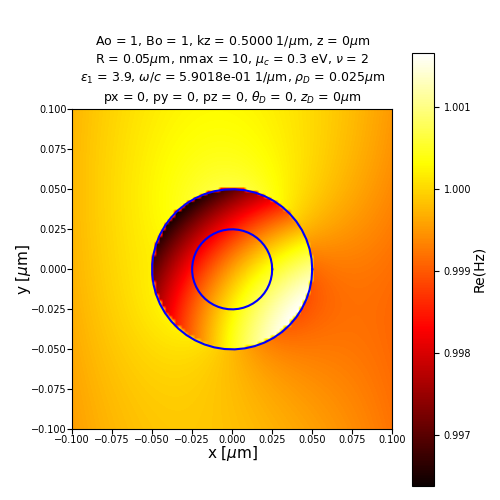 Ao = 1, Bo = 1, kz = 0.5000 1/μm, z = 0μm
R = 0.05μm, nmax = 10, μc = 0.3 eV, ν = 2
ε1 = 3.9, ω/c = 5.9018e-01 1/μm, ρD = 0.025μm
px = 0, py = 0, pz = 0, θD = 0, zD = 0μm
0.100
0.075
0.050
0.025
0.000
−0.025
−0.050
−0.075
−0.100
y [μm]
−0.100 −0.075 −0.050 −0.025 0.000 0.025 0.050 0.075 0.100
x [μm]
1.001
1.000
0.999
0.998
0.997
Re(Hz)